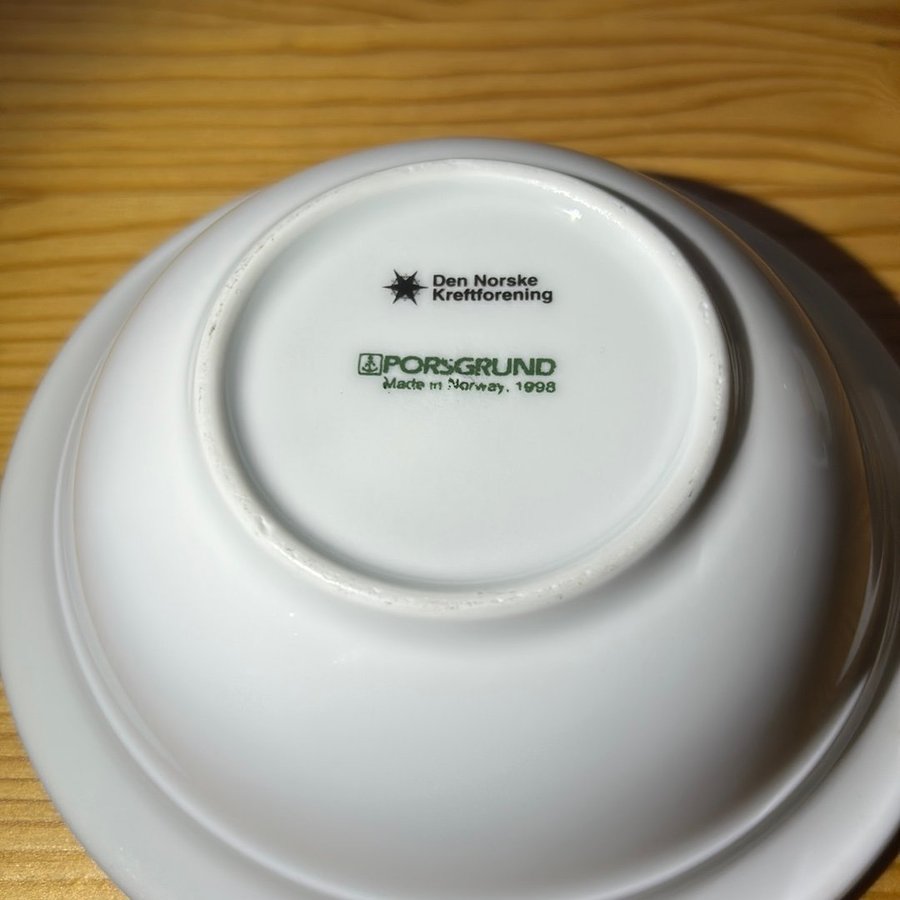 Den Norske
Kreftforening
PORSGRUND
Made in Norway, 1998